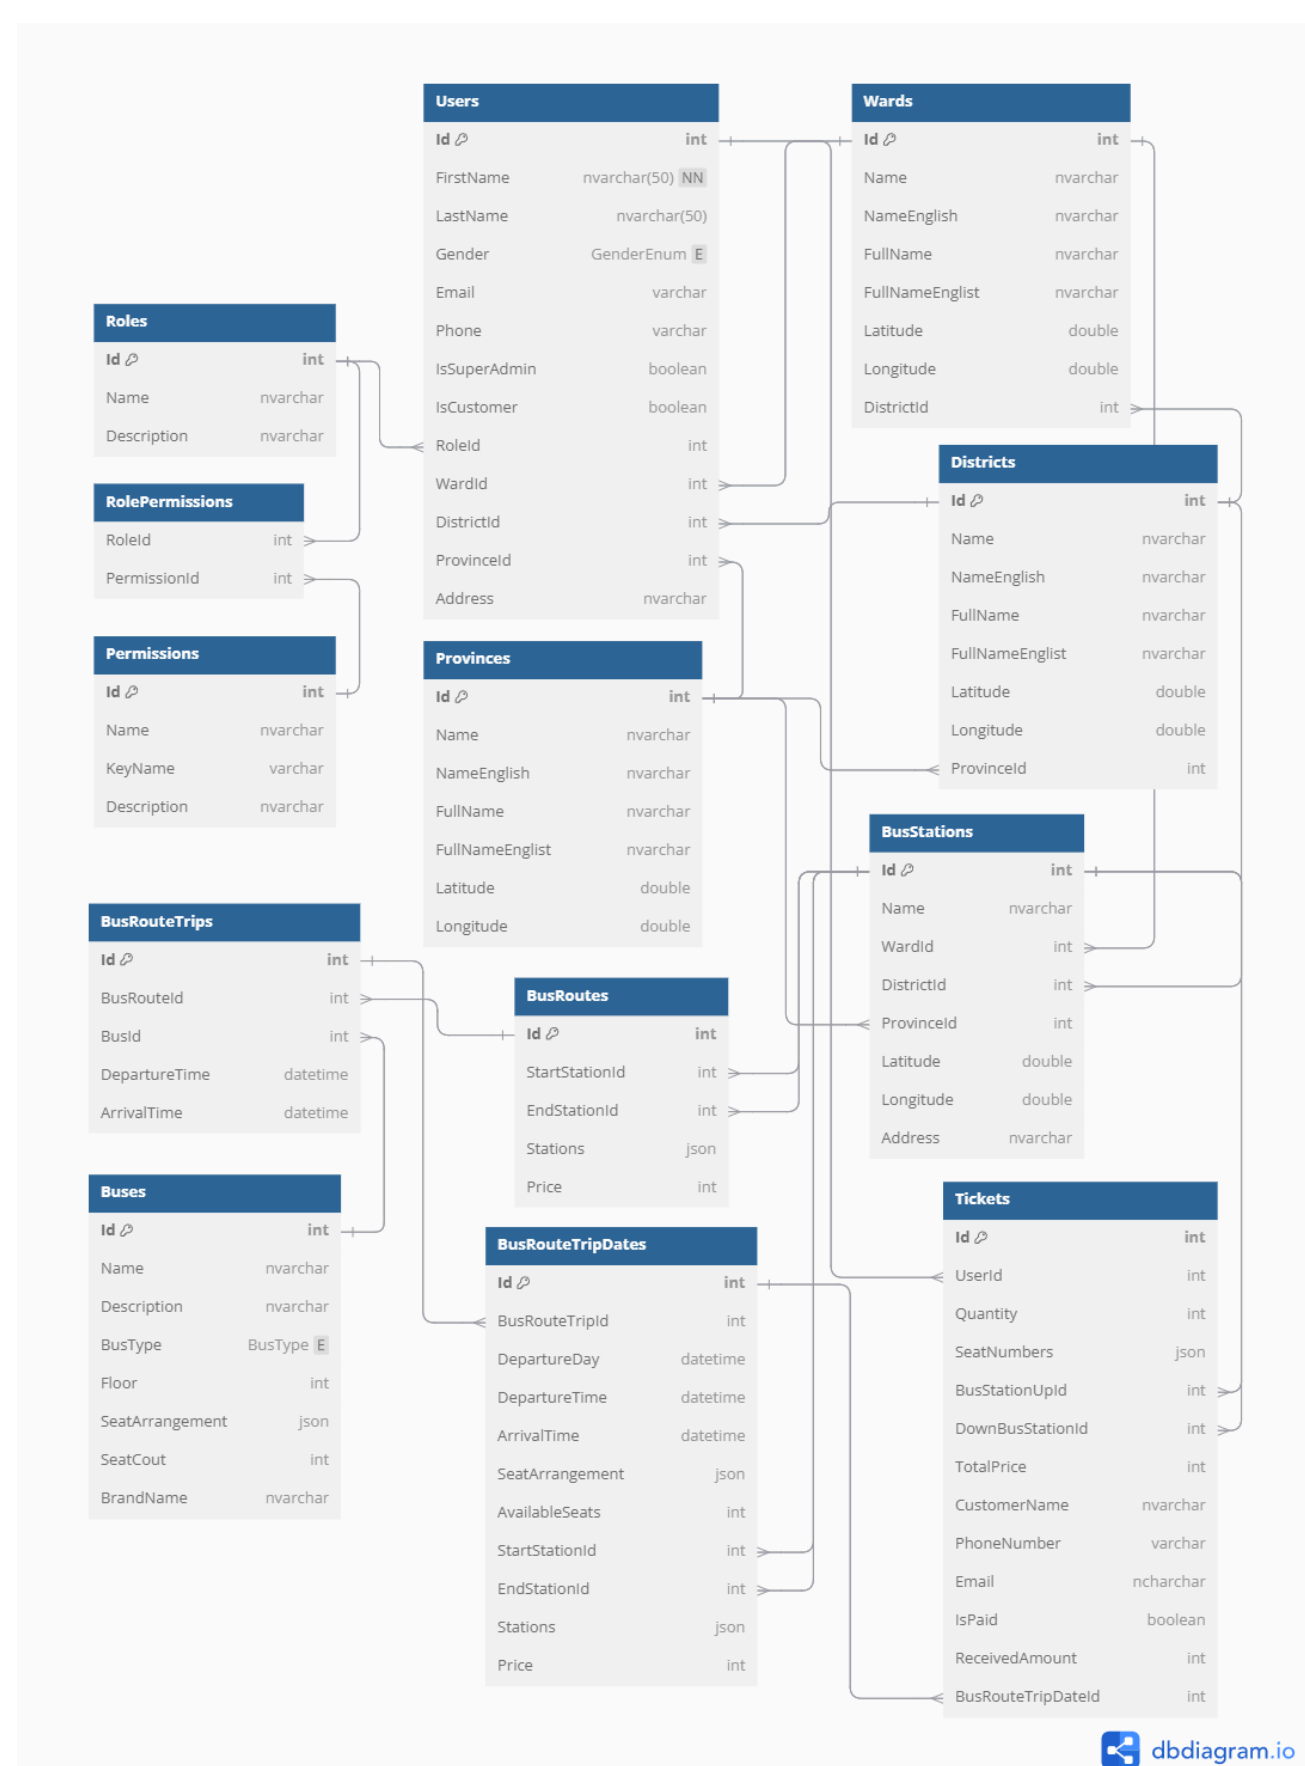 Users
Id int
FirstName nvarchar(50) NN
LastName nvarchar(50)
Gender GenderEnum E
Email varchar
Phone varchar
IsSuperAdmin boolean
IsCustomer boolean
RoleId int
WardId int
DistrictId int
ProvinceId int
Address nvarchar
Wards
Id int
Name nvarchar
NameEnglish nvarchar
FullName nvarchar
FullNameEnglist nvarchar
Latitude double
Longitude double
DistrictId int
Roles
Id int
Name nvarchar
Description nvarchar
RolePermissions
RoleId int
PermissionId int
Permissions
Id int
Name nvarchar
KeyName varchar
Description nvarchar
Provinces
Id int
Name nvarchar
NameEnglish nvarchar
FullName nvarchar
FullNameEnglist nvarchar
Latitude double
Longitude double
Districts
Id int
Name nvarchar
NameEnglish nvarchar
FullName nvarchar
FullNameEnglist nvarchar
Latitude double
Longitude double
ProvinceId int
BusStations
Id int
Name nvarchar
WardId int
DistrictId int
ProvinceId int
Latitude double
Longitude double
Address nvarchar
BusRouteTrips
Id int
BusRouteId int
BusId int
DepartureTime datetime
ArrivalTime datetime
BusRoutes
Id int
StartStationId int
EndStationId int
Stations json
Price int
Buses
Id int
Name nvarchar
Description nvarchar
BusType BusType E
Floor int
SeatArrangement json
SeatCout int
BrandName nvarchar
BusRouteTripDates
Id int
BusRouteTripId int
DepartureDay datetime
DepartureTime datetime
ArrivalTime datetime
SeatArrangement json
AvailableSeats int
StartStationId int
EndStationId int
Stations json
Price int
Tickets
Id int
UserId int
Quantity int
SeatNumbers json
BusStationUpId int
DownBusStationId int
TotalPrice int
CustomerName nvarchar
PhoneNumber varchar
Email ncharchar
IsPaid boolean
ReceivedAmount int
BusRouteTripDateId int
dbdiagram.io